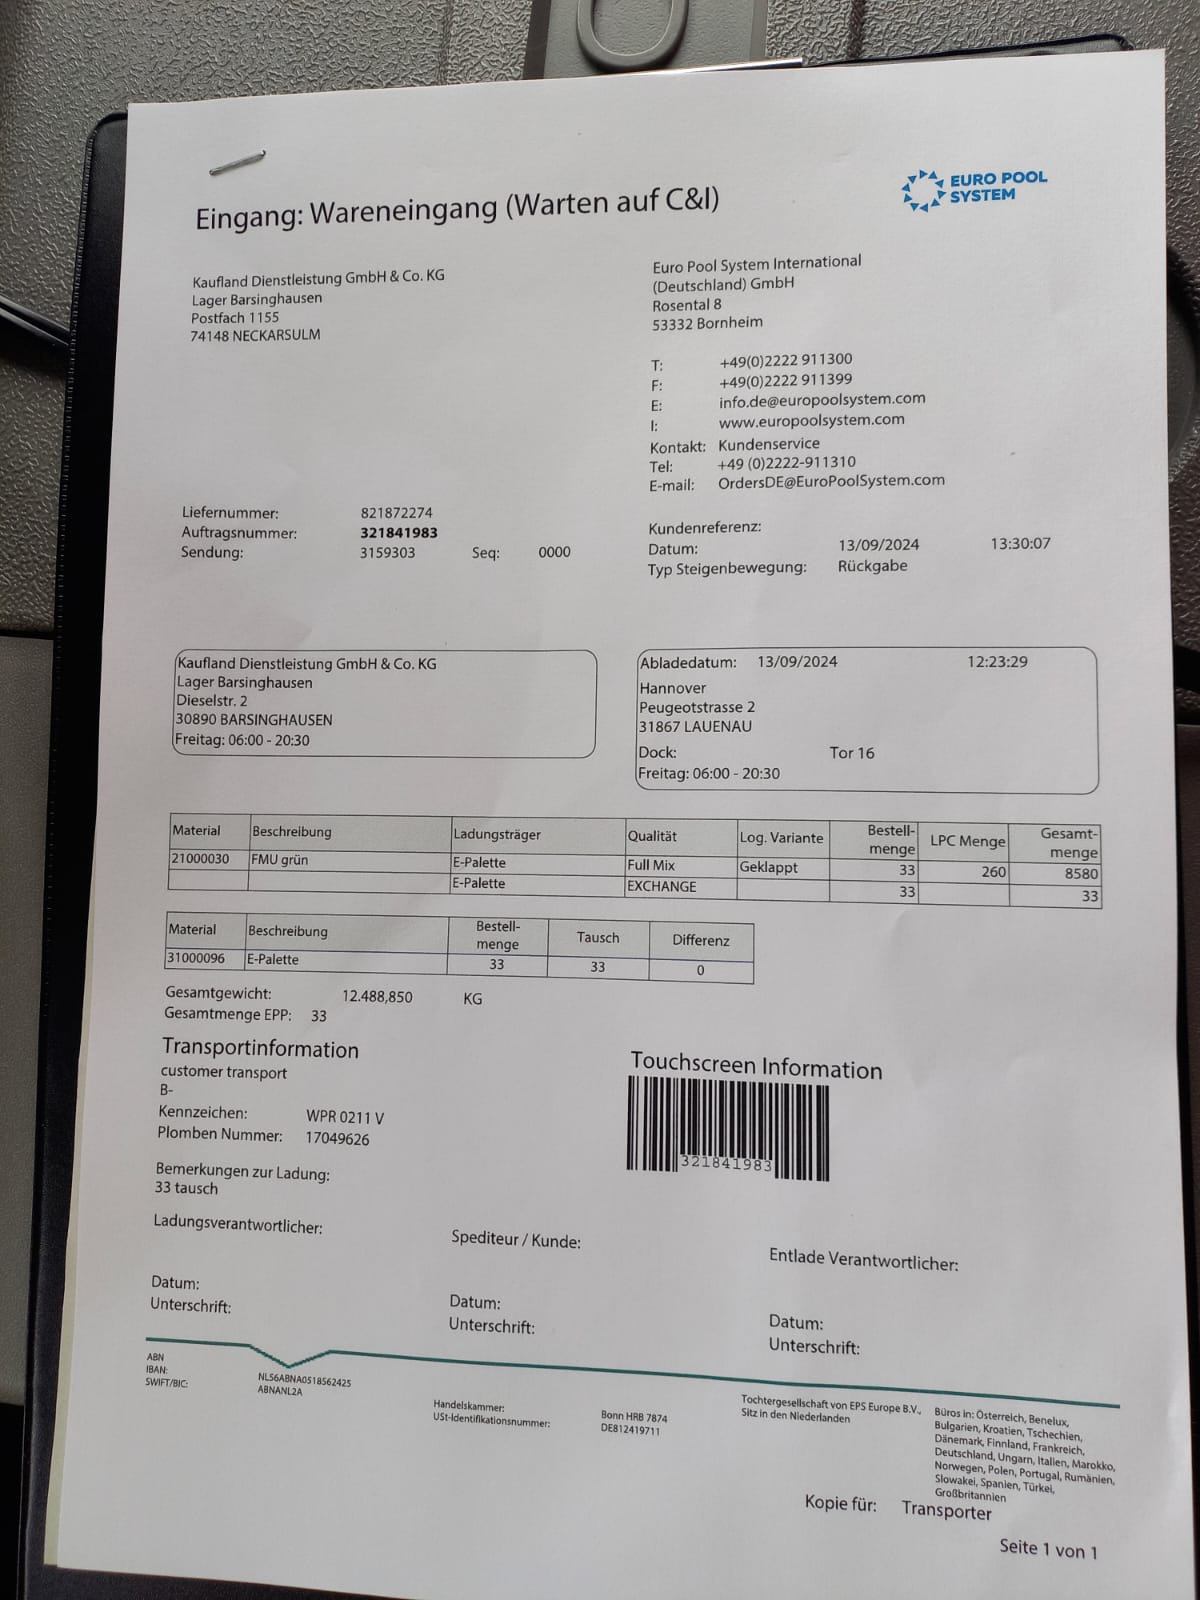 EURO POOL
SYSTEM
Eingang: Wareneingang (Warten auf C&I)
Kaufland Dienstleistung GmbH & Co. KG
Lager Barsinghausen
Postfach 1155
74148 NECKARSULM
Euro Pool System International
(Deutschland) GmbH
Rosental 8
53332 Bornheim
T: +49(0)2222 911300
F: +49(0)2222 911399
E: info.de@europoolsystem.com
I: www.europoolsystem.com
Kontakt: Kundenservice
Tel: +49 (0)2222-911310
E-mail: OrdersDE@EuroPoolSystem.com
Liefernummer: 821872274
Auftragsnummer: 321841983
Sendung: 3159303 Seq: 0000
Kundenreferenz:
Datum: 13/09/2024 13:30:07
Typ Steigenbewegung: Rückgabe
Kaufland Dienstleistung GmbH & Co. KG
Lager Barsinghausen
Dieselstr. 2
30890 BARSINGHAUSEN
Freitag: 06:00 - 20:30
Abladedatum: 13/09/2024 12:23:29
Hannover
Peugeotstrasse 2
31867 LAUENAU
Dock: Tor 16
Freitag: 06:00 - 20:30
Material Beschreibung Ladungsträger Qualität Log. Variante Bestell-menge LPC Menge Gesamt-menge
21000030 FMU grün E-Palette Full Mix Geklappt 33 260 8580
E-Palette EXCHANGE 33 33
Material Beschreibung Bestell-menge Tausch Differenz
31000096 E-Palette 33 33 0
Gesamtgewicht: 12.488,850 KG
Gesamtmenge EPP: 33
Transportinformation
customer transport
B-
Kennzeichen: WPR 0211 V
Plomben Nummer: 17049626
Touchscreen Information
321841983
Bemerkungen zur Ladung:
33 tausch
Ladungsverantwortlicher:
Datum:
Unterschrift:
Spediteur / Kunde:
Datum:
Unterschrift:
Entlade Verantwortlicher:
Datum:
Unterschrift:
ABN
IBAN: NL56ABNA0518562425
SWIFT/BIC: ABNANL2A
Handelskammer: Bonn HRB 7874
USt-Identifikationsnummer: DE812419711
Tochtergesellschaft von EPS Europe B.V.,
Sitz in den Niederlanden
Büros in: Österreich, Benelux,
Bulgarien, Kroatien, Tschechien,
Dänemark, Finnland, Frankreich,
Deutschland, Ungarn, Italien, Marokko,
Norwegen, Polen, Portugal, Rumänien,
Slowakei, Spanien, Türkei,
Großbritannien
Kopie für: Transporter
Seite 1 von 1